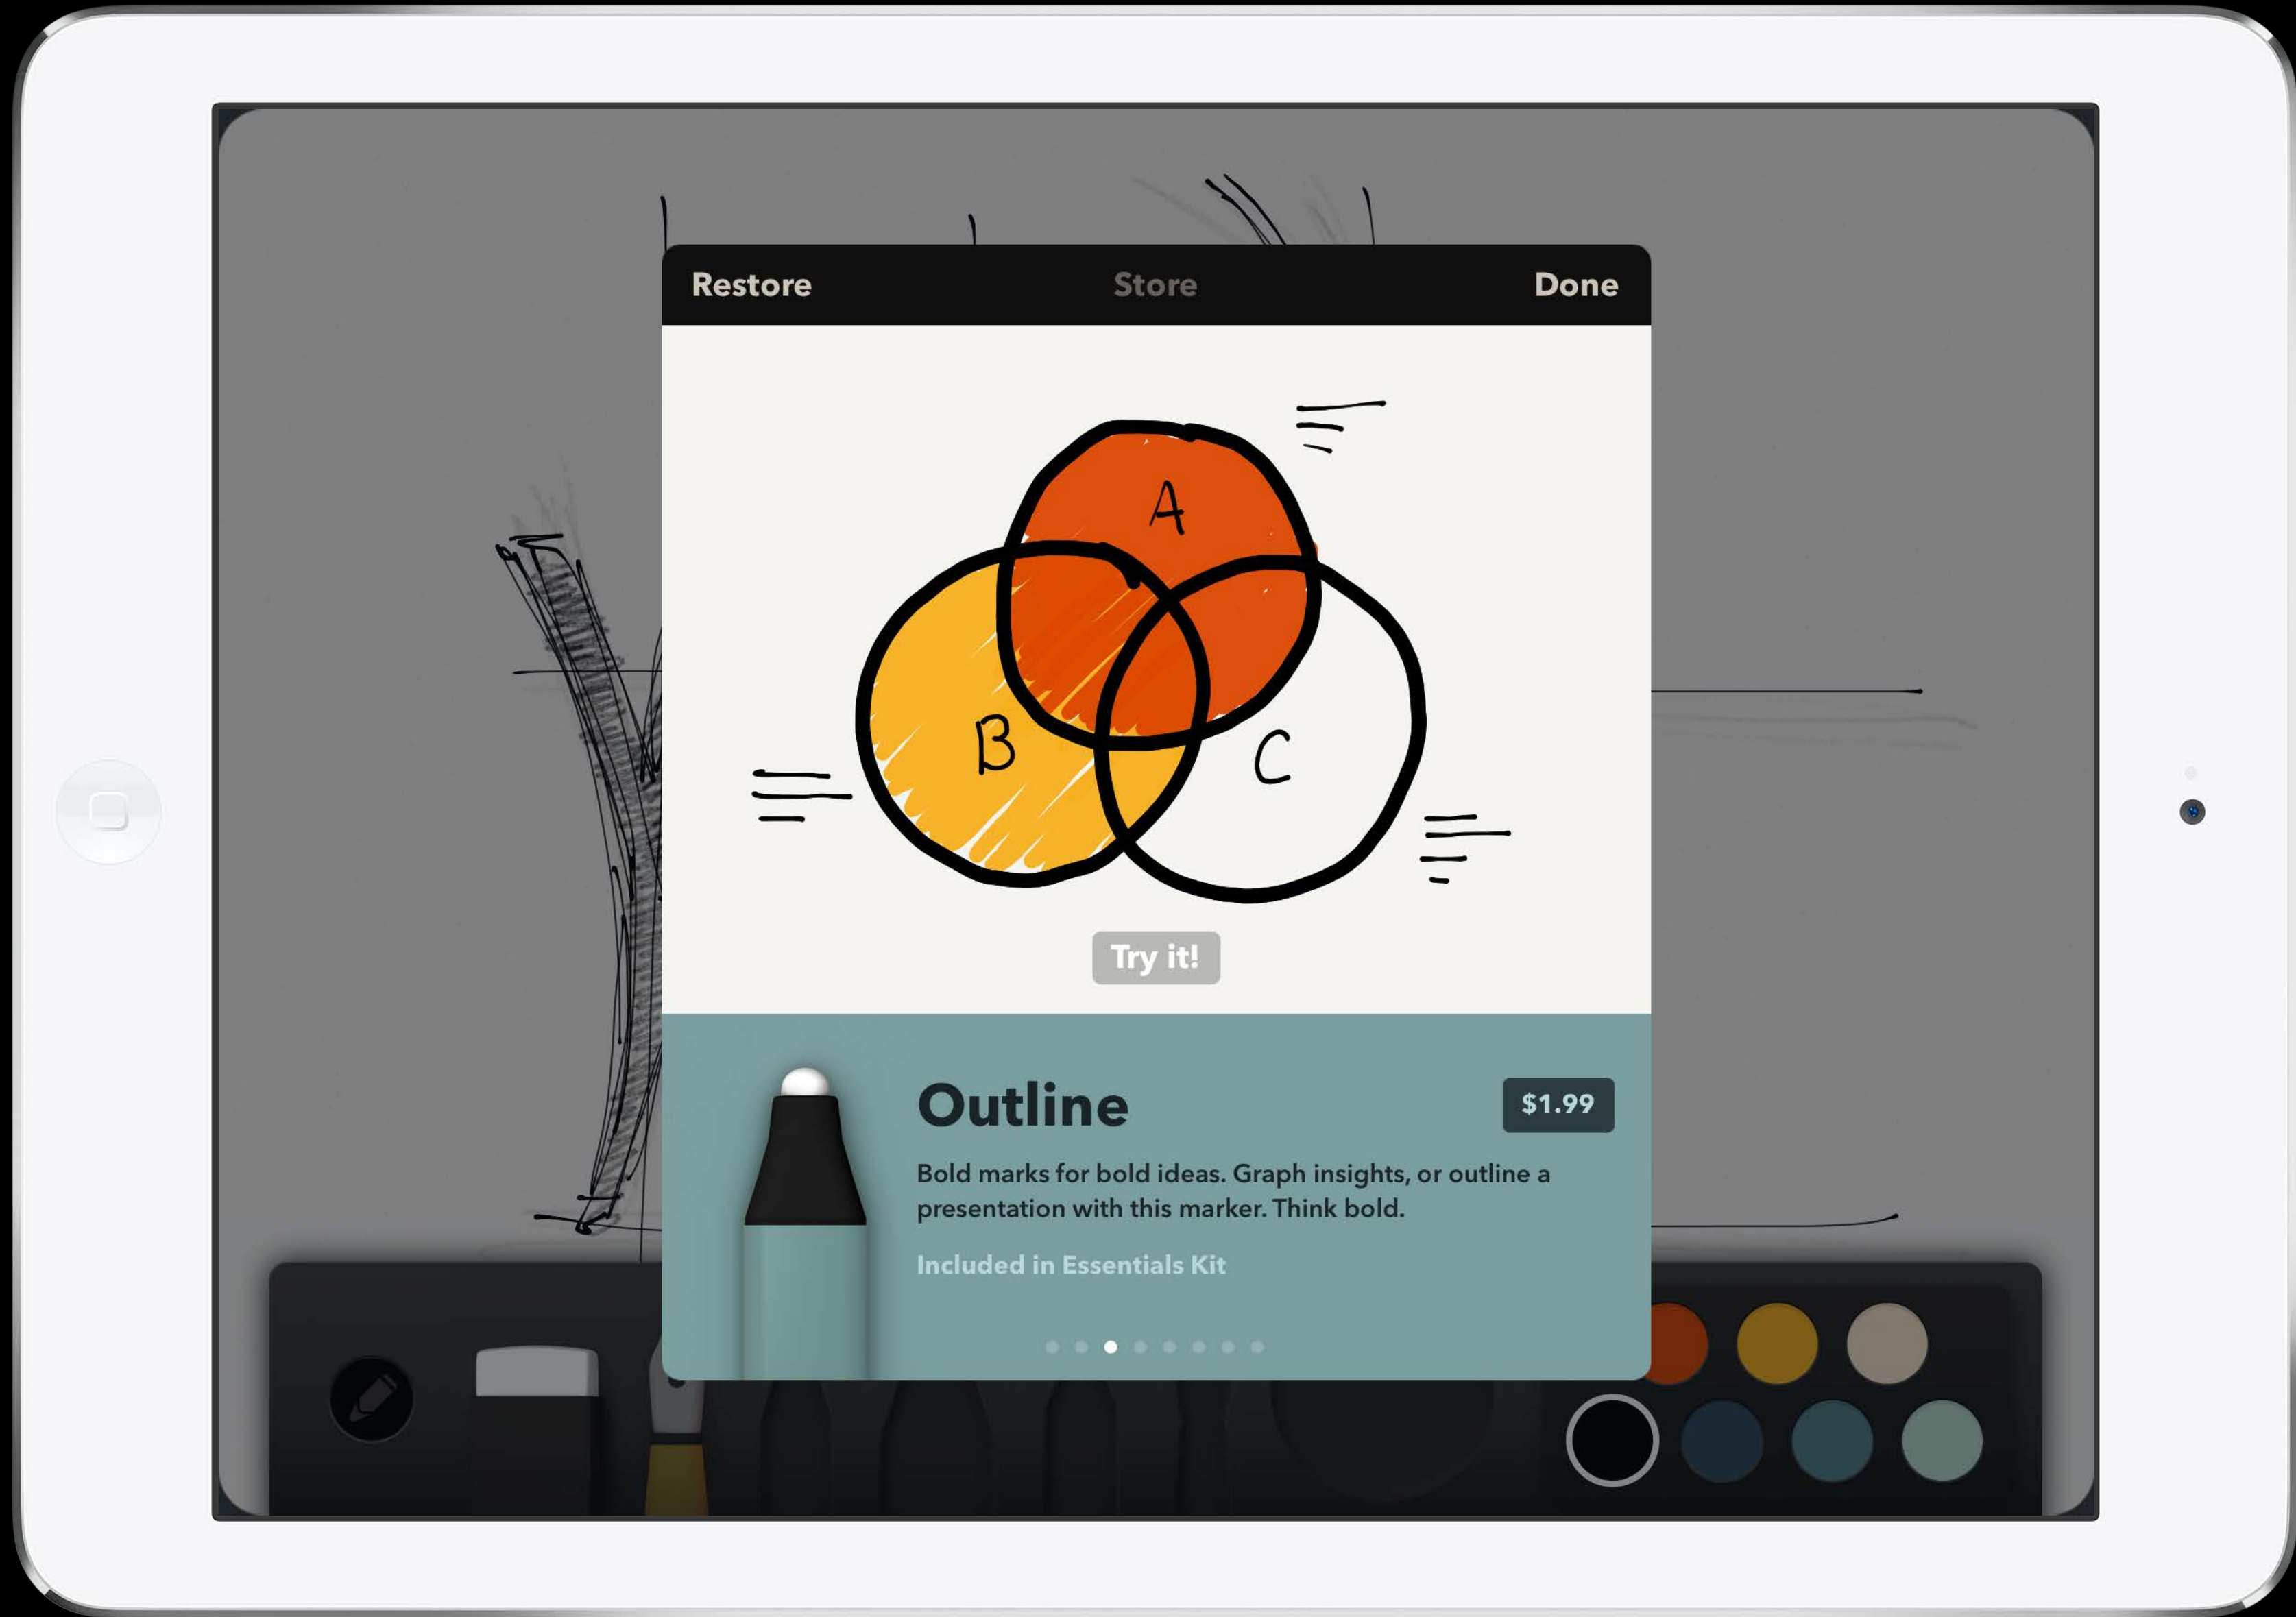 Restore Store Done
A
B
C
Try it!
Outline
$1.99
Bold marks for bold ideas. Graph insights, or outline a
presentation with this marker. Think bold.
Included in Essentials Kit